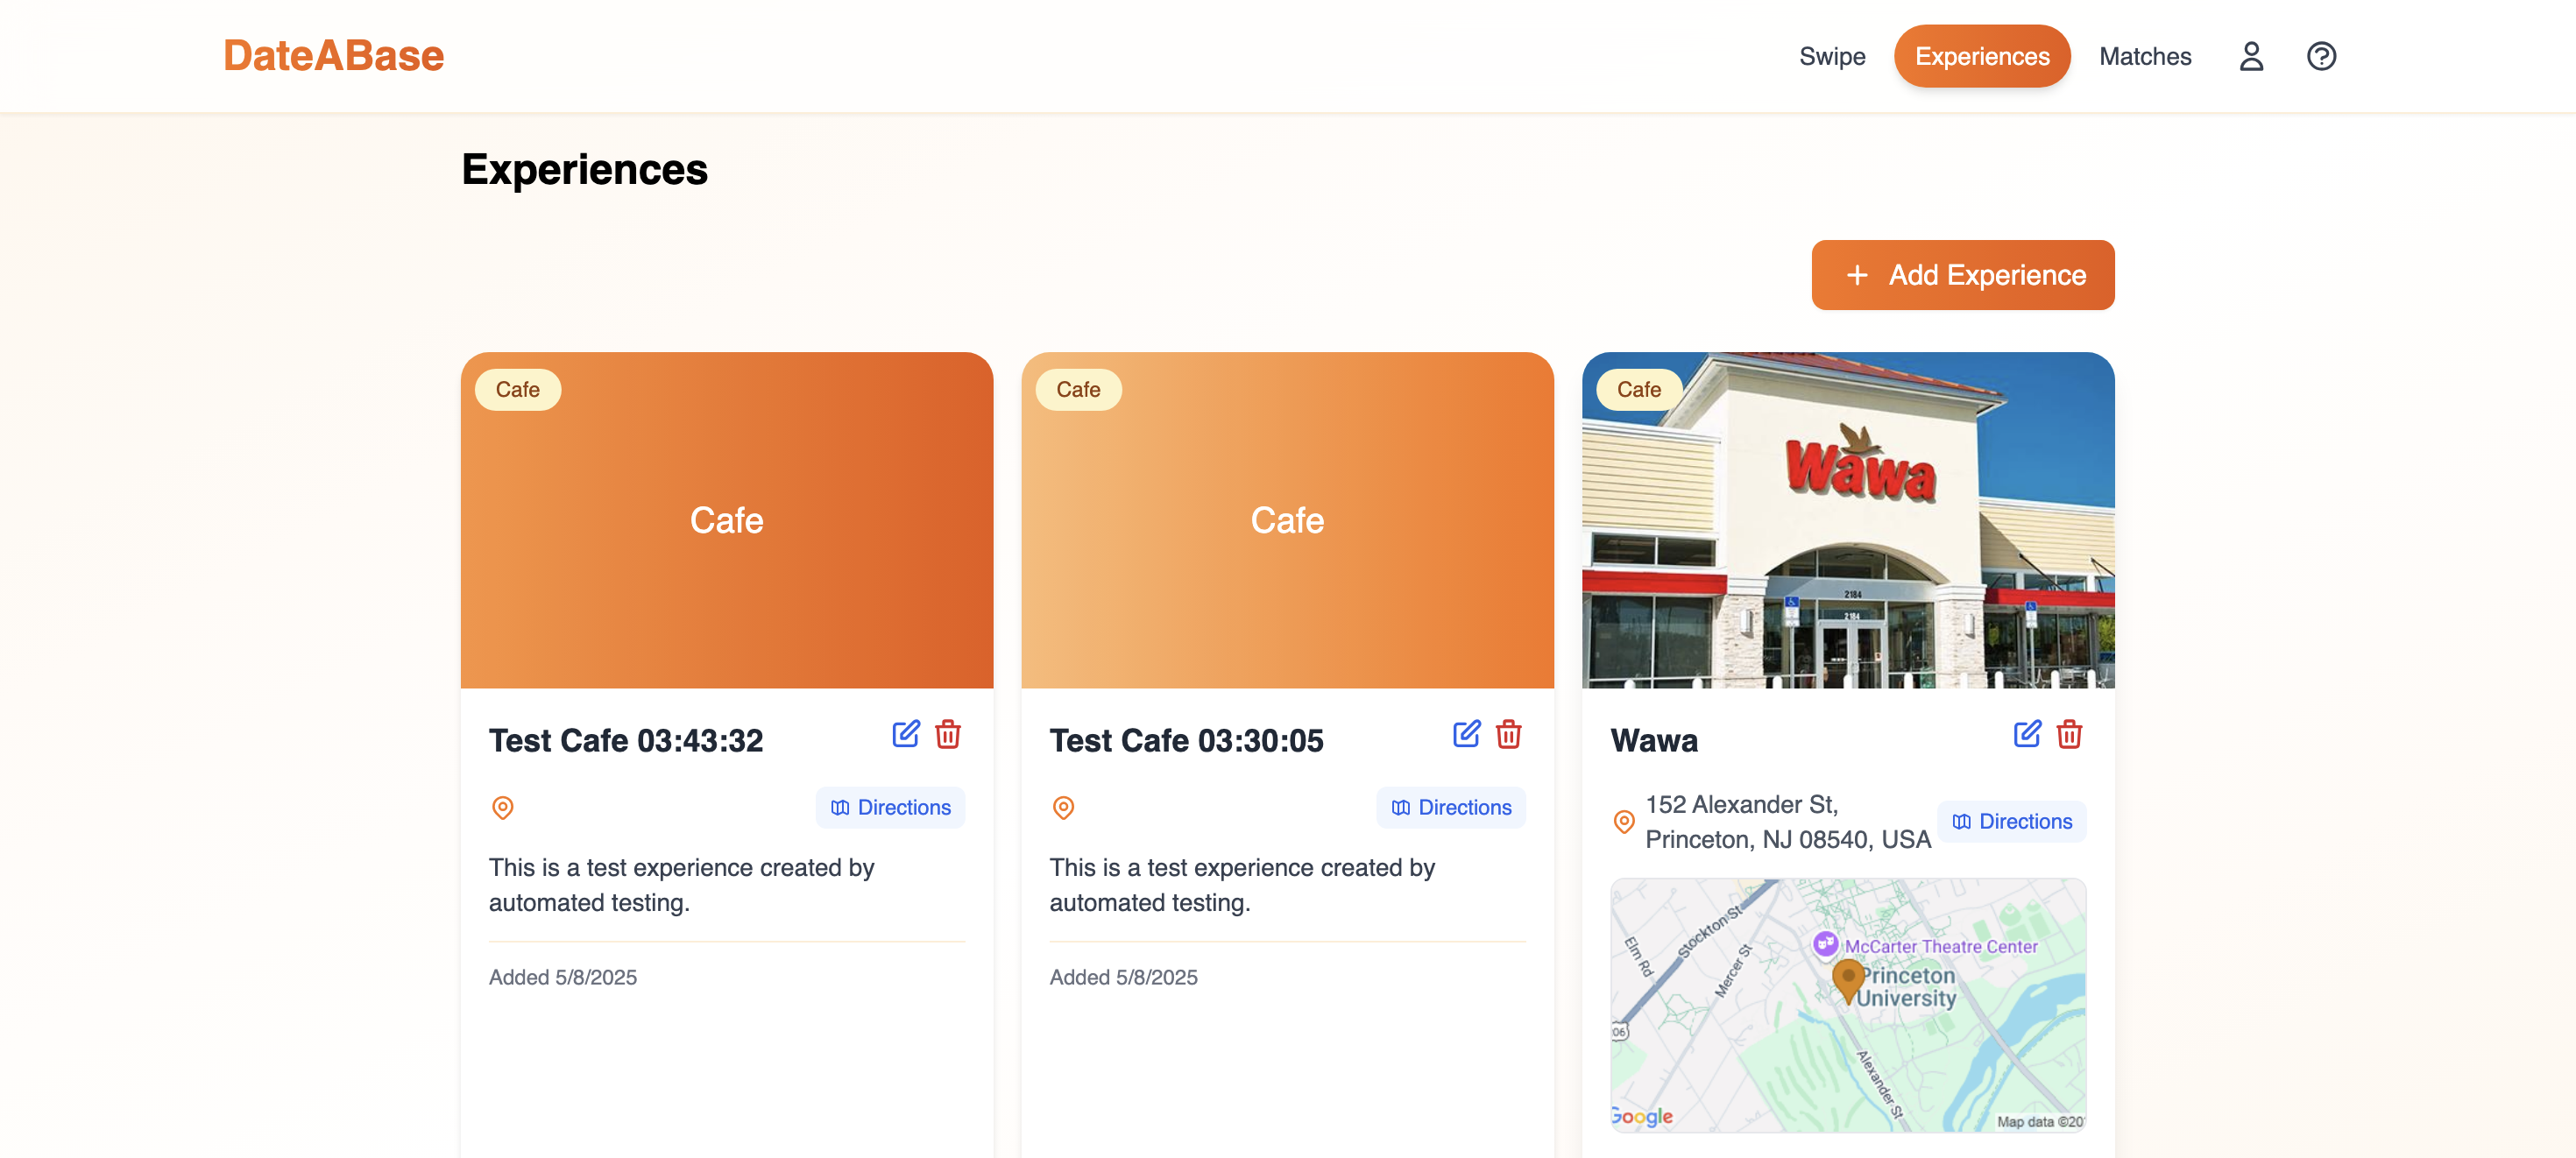 DateABase
Swipe
Experiences
Matches
Experiences
+ Add Experience
Cafe
Cafe
Test Cafe 03:43:32
Directions
This is a test experience created by
automated testing.
Added 5/8/2025
Cafe
Cafe
Test Cafe 03:30:05
Directions
This is a test experience created by
automated testing.
Added 5/8/2025
Cafe
Wawa
2184
2184
Wawa
152 Alexander St,
Princeton, NJ 08540, USA
Directions
Elm Rd
Stockton St
Mercer St
McCarter Theatre Center
Princeton
University
06
Alexander St
Google
Map data ©20